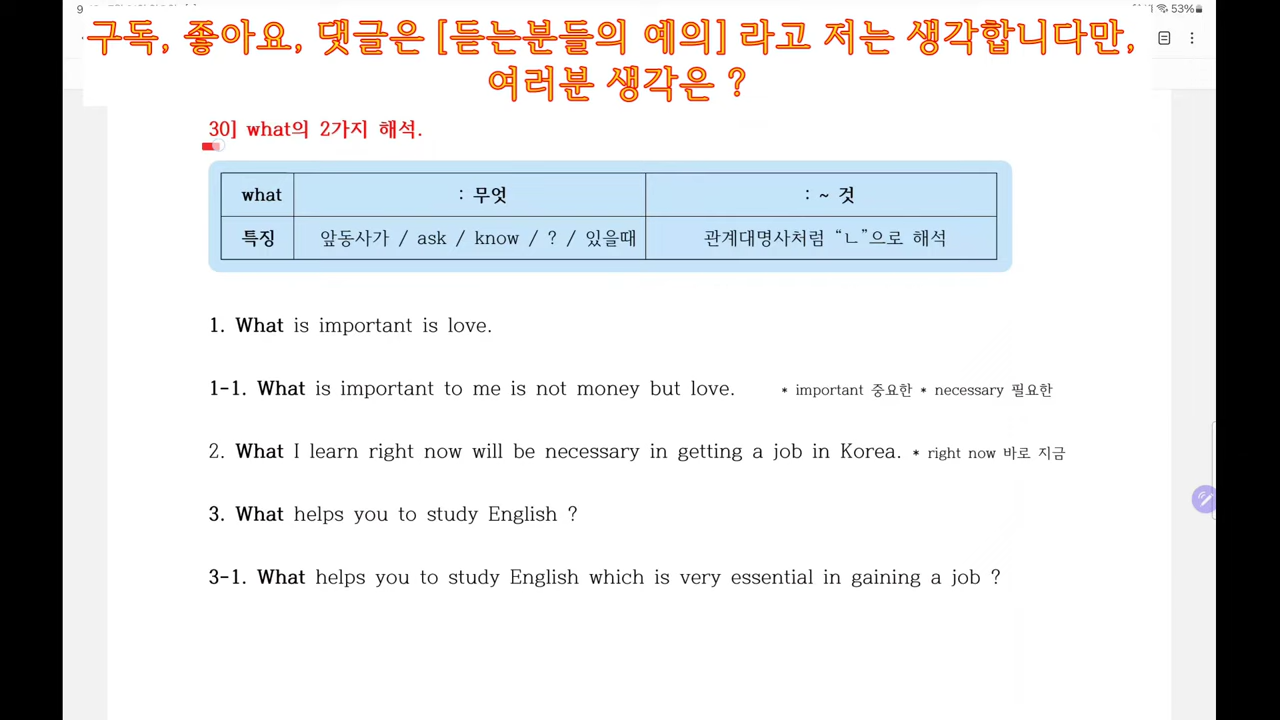 53%
구독, 좋아요, 댓글은 [듣는분들의 예의] 라고 저는 생각합니다만,
여러분 생각은 ?
30] what의 2가지 해석.
what : 무엇 : ~ 것
특징 앞동사가 / ask / know / ? / 있을때 관계대명사처럼 “ㄴ”으로 해석
1. What is important is love.
1-1. What is important to me is not money but love. * important 중요한 * necessary 필요한
2. What I learn right now will be necessary in getting a job in Korea. * right now 바로 지금
3. What helps you to study English ?
3-1. What helps you to study English which is very essential in gaining a job ?